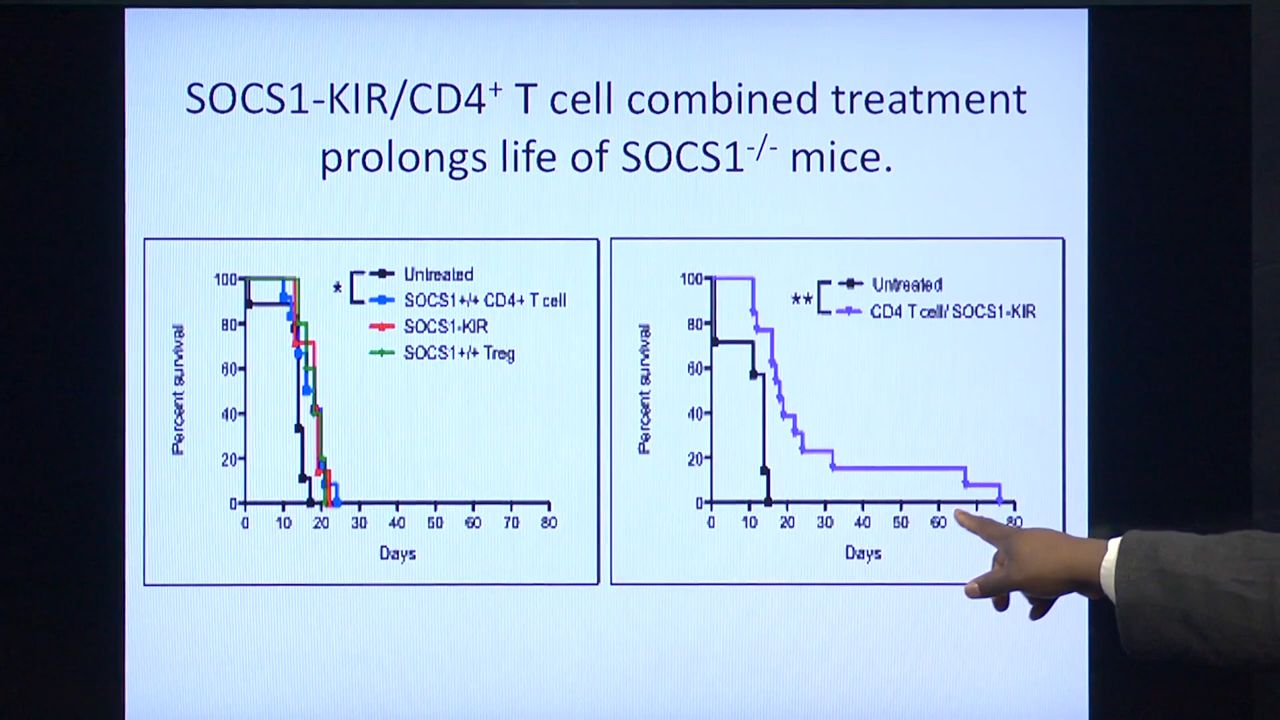 SOCS1-KIR/CD4⁺ T cell combined treatment
prolongs life of SOCS1⁻/⁻ mice.
* Untreated
SOCS1+/+ CD4+ T cell
SOCS1-KIR
SOCS1+/+ Treg
Percent survival
100
80
60
40
20
0
0 10 20 30 40 50 60 70 80
Days
** Untreated
CD4 T cell/ SOCS1-KIR
Percent survival
100
80
60
40
20
0
0 10 20 30 40 50 60 80
Days